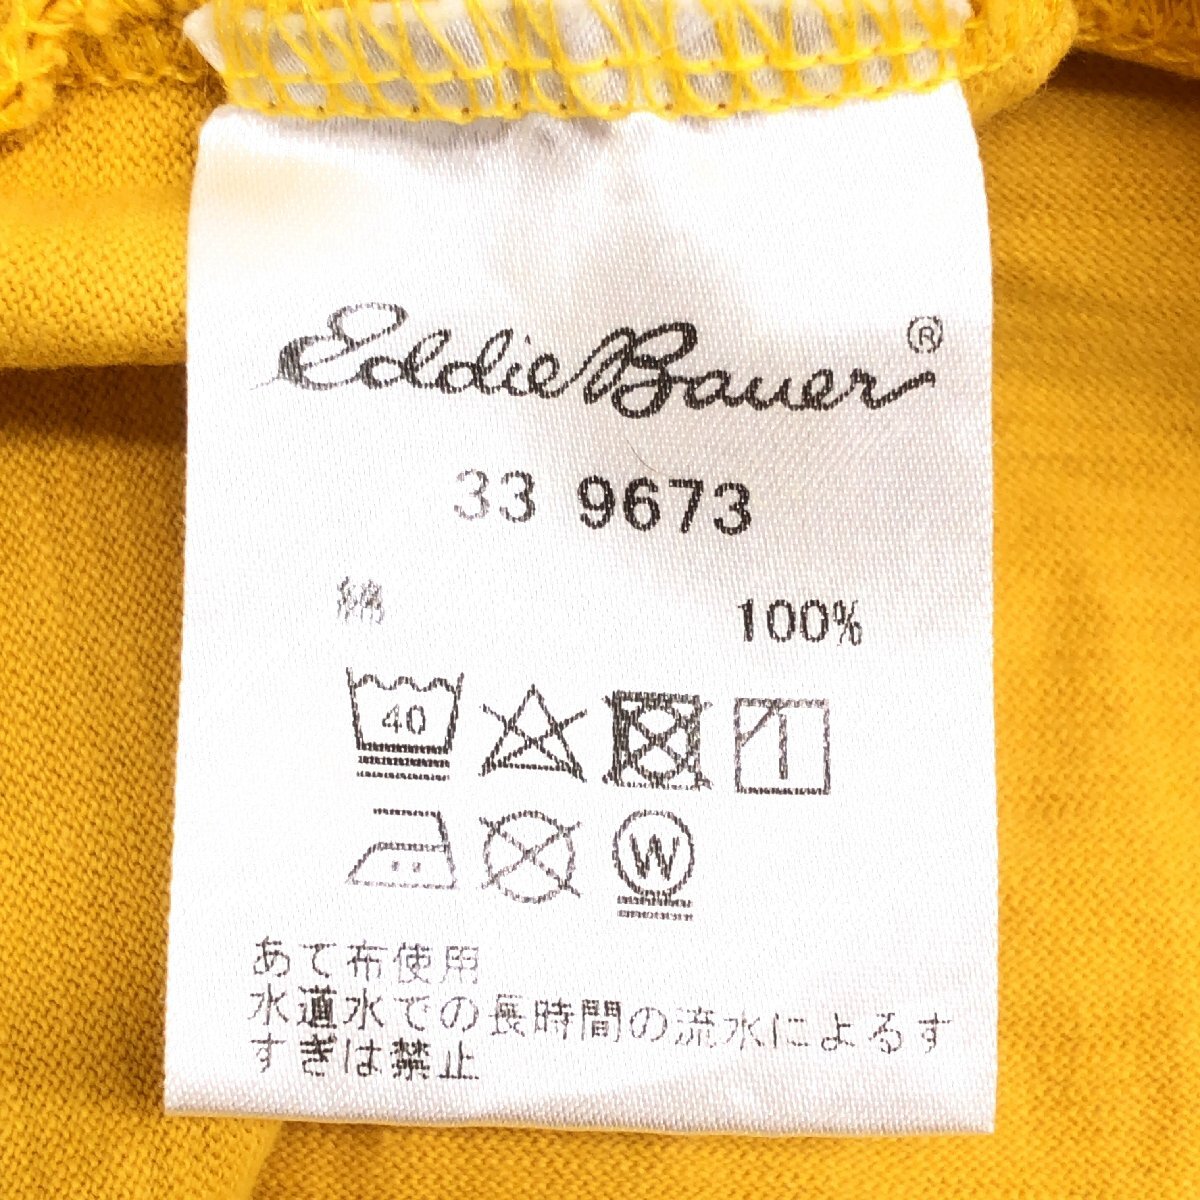 Eddie Bauer ®
33 9673
綿 100%
40
W
あて布使用
水道水での長時間の流水によるす
すぎは禁止